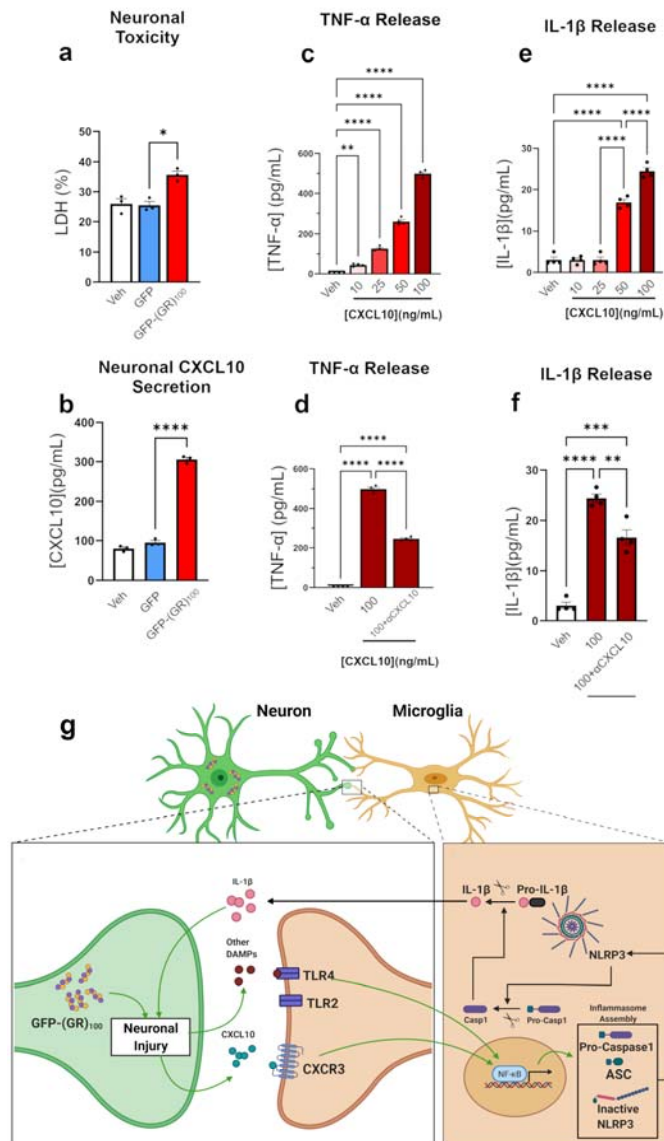 a
Neuronal
Toxicity
*
LDH (%)
50
40
30
20
10
0
Veh
GFP
GFP-(GR)100
b
Neuronal CXCL10
Secretion
****
[CXCL10](pg/mL)
400
300
200
100
0
Veh
GFP
GFP-(GR)100
c
TNF-α Release
****
****
****
**
[TNF-α] (pg/mL)
600
400
200
0
Veh
10
25
50
100
[CXCL10](ng/mL)
d
TNF-α Release
****
**** ****
[TNF-α] (pg/mL)
600
400
200
0
Veh
100
100+αCXCL10
[CXCL10](ng/mL)
e
IL-1β Release
****
**** ****
****
[IL-1β](pg/mL)
40
30
20
10
0
Veh
10
25
50
100
[CXCL10](ng/mL)
f
IL-1β Release
***
**** **
[IL-1β](pg/mL)
30
20
10
0
Veh
100
100+αCXCL10
g
Neuron
Microglia
GFP-(GR)100
Neuronal
Injury
IL-1β
Other
DAMPs
CXCL10
TLR4
TLR2
CXCR3
IL-1β
Pro-IL-1β
NLRP3
Casp1
Pro-Casp1
NF-κB
Inflammasome
Assembly
Pro-Caspase1
ASC
Inactive
NLRP3